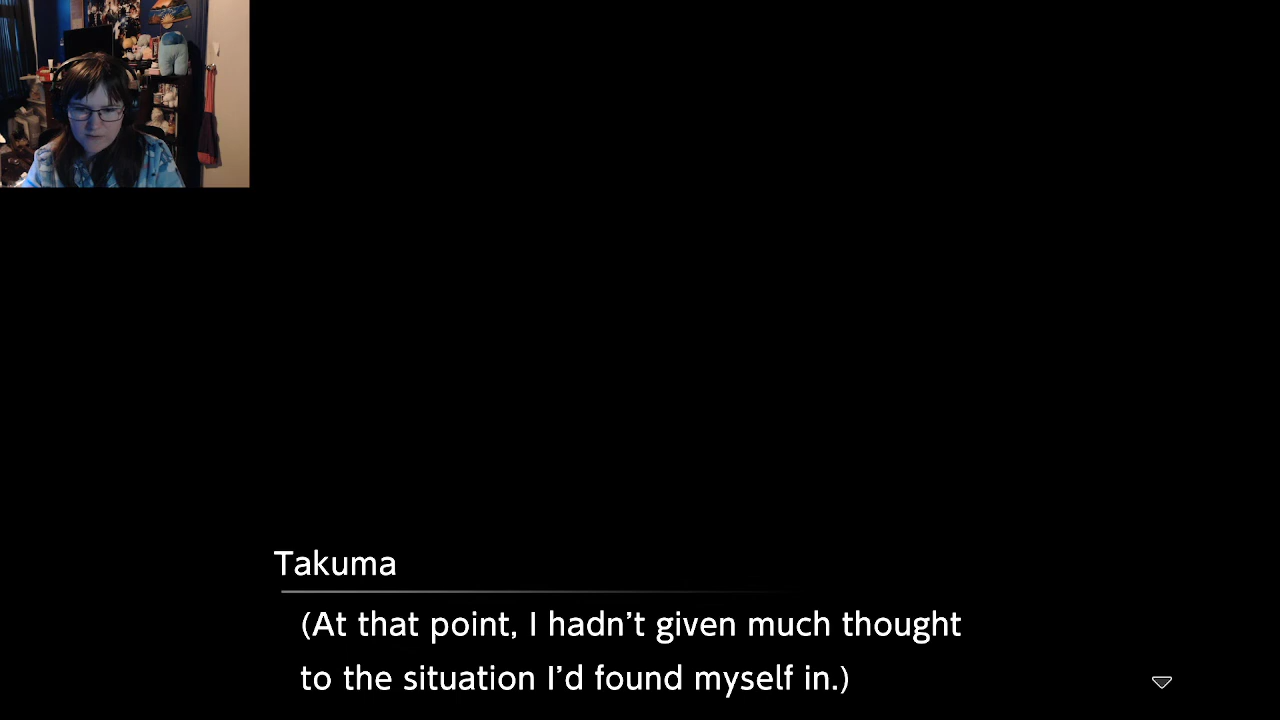 Takuma
(At that point, I hadn’t given much thought
to the situation I’d found myself in.)